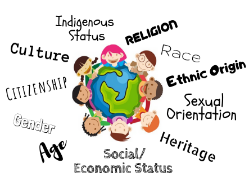 Indigenous
Status
RELIGION
Culture
Race
Ethnic Origin
CITIZENSHIP
Sexual
Orientation
Gender
Age
Heritage
Social/
Economic Status